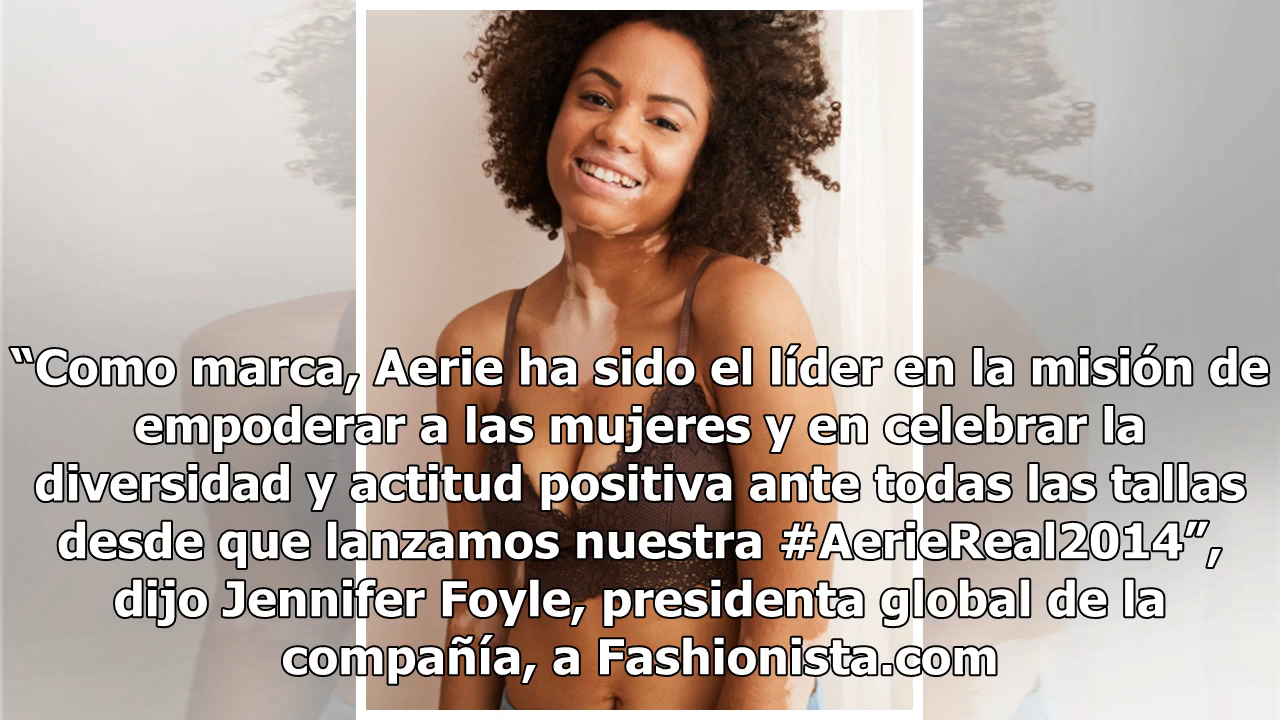 “Como marca, Aerie ha sido el líder en la misión de
empoderar a las mujeres y en celebrar la
diversidad y actitud positiva ante todas las tallas
desde que lanzamos nuestra #AerieReal2014”,
dijo Jennifer Foyle, presidenta global de la
compañía, a Fashionista.com